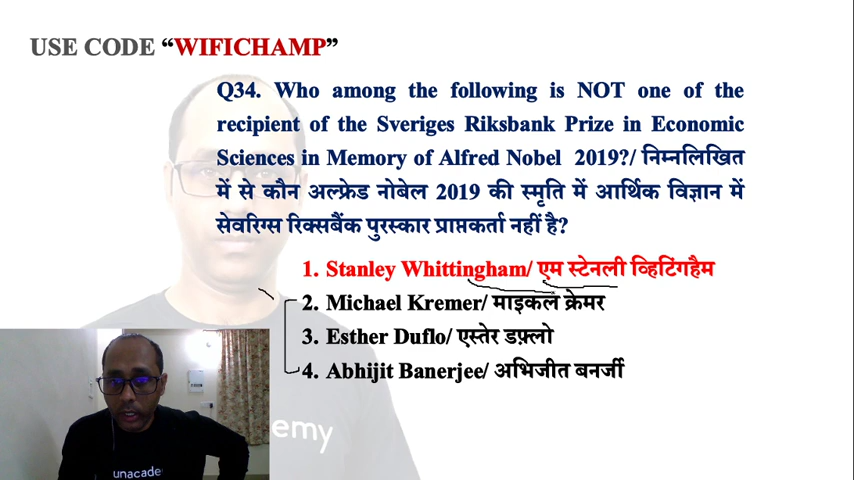 USE CODE “WIFICHAMP”
Q34. Who among the following is NOT one of the
recipient of the Sveriges Riksbank Prize in Economic
Sciences in Memory of Alfred Nobel 2019?/ निम्नलिखित
में से कौन अल्फ्रेड नोबेल 2019 की स्मृति में आर्थिक विज्ञान में
सेवरिग्स रिक्सबैंक पुरस्कार प्राप्तकर्ता नहीं है?
1. Stanley Whittingham/ एम स्टेनली व्हिटिंगहैम
2. Michael Kremer/ माइकल क्रेमर
3. Esther Duflo/ एस्तेर डफ़्लो
4. Abhijit Banerjee/ अभिजीत बनर्जी